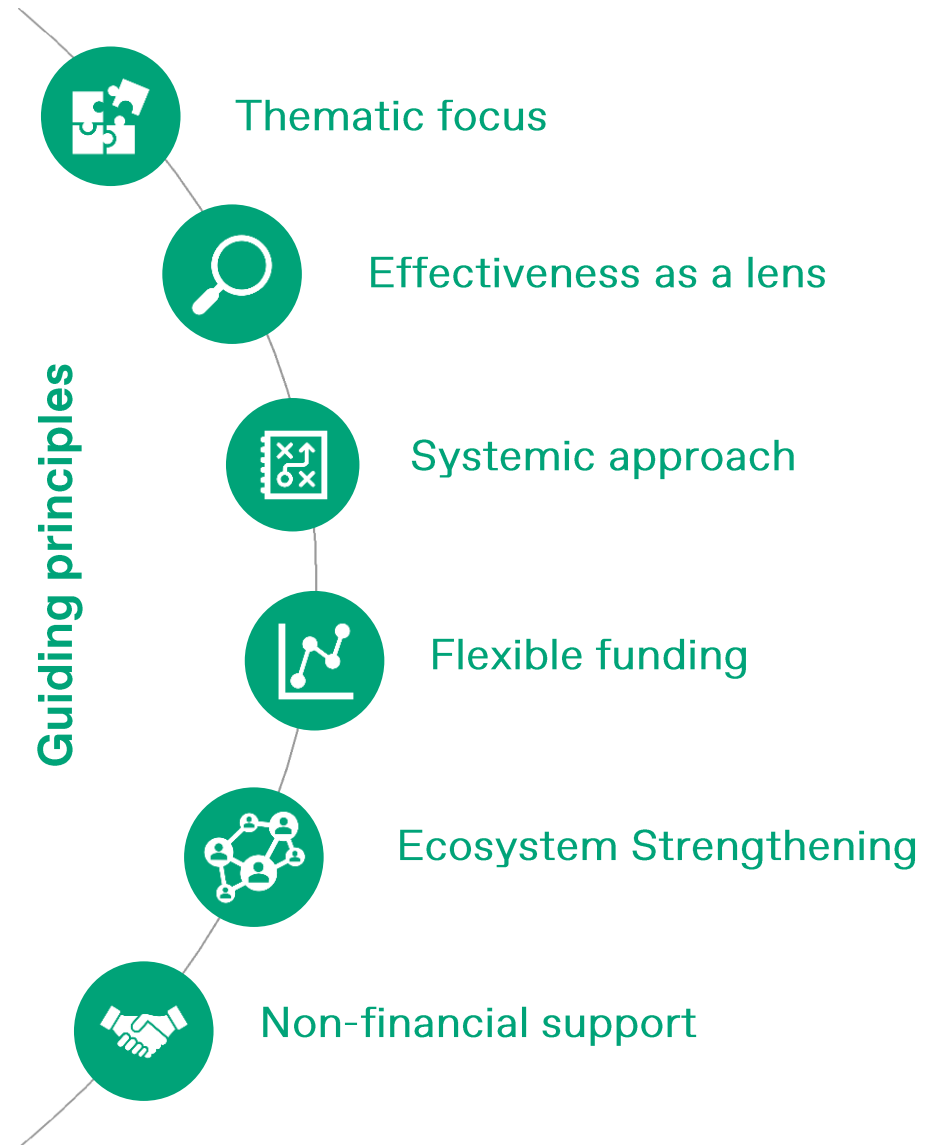 Guiding principles
Thematic focus
Effectiveness as a lens
Systemic approach
Flexible funding
Ecosystem Strengthening
Non-financial support